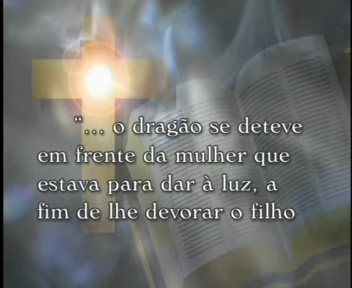 “... o dragão se deteve
em frente da mulher que
estava para dar à luz, a
fim de lhe devorar o filho